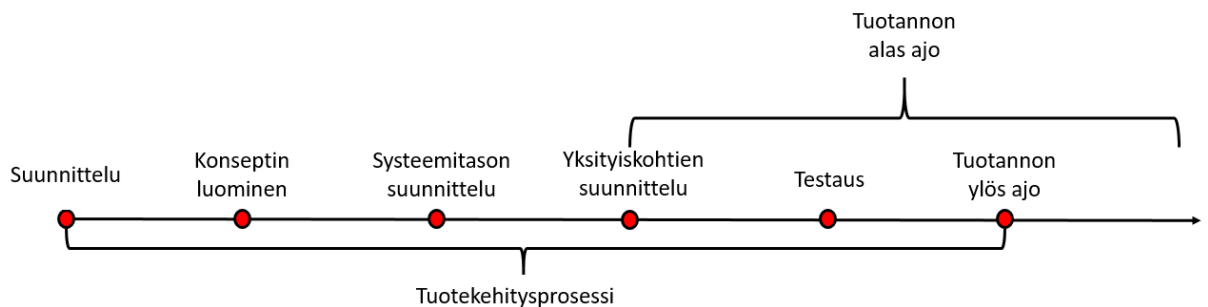 Tuotannon
alas ajo
Suunnittelu
Konseptin
luominen
Systeemitason
suunnittelu
Yksityiskohtien
suunnittelu
Testaus
Tuotannon
ylös ajo
Tuotekehitysprosessi